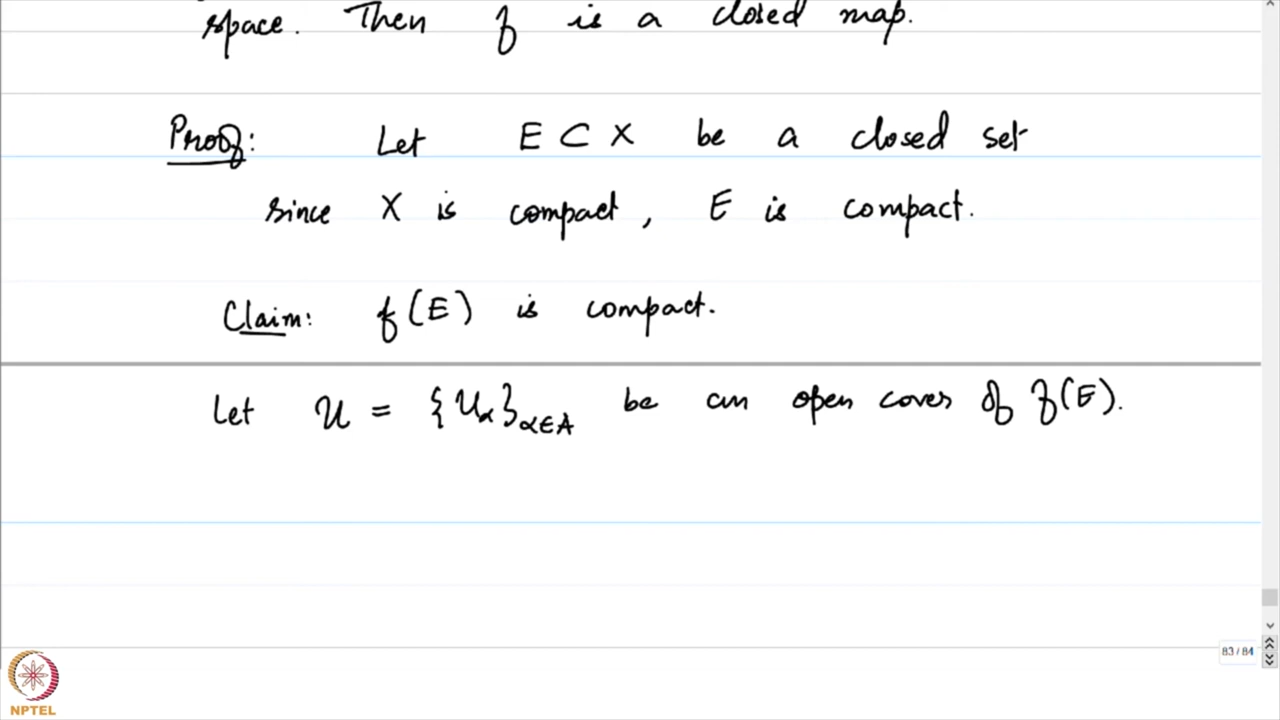 space. Then f is a closed map.
Proof: Let E ⊂ X be a closed set
since X is compact, E is compact.
Claim: f(E) is compact.
Let 𝒰 = {U_α}_{α∈A} be an open cover of f(E).
83 / 84
NPTEL